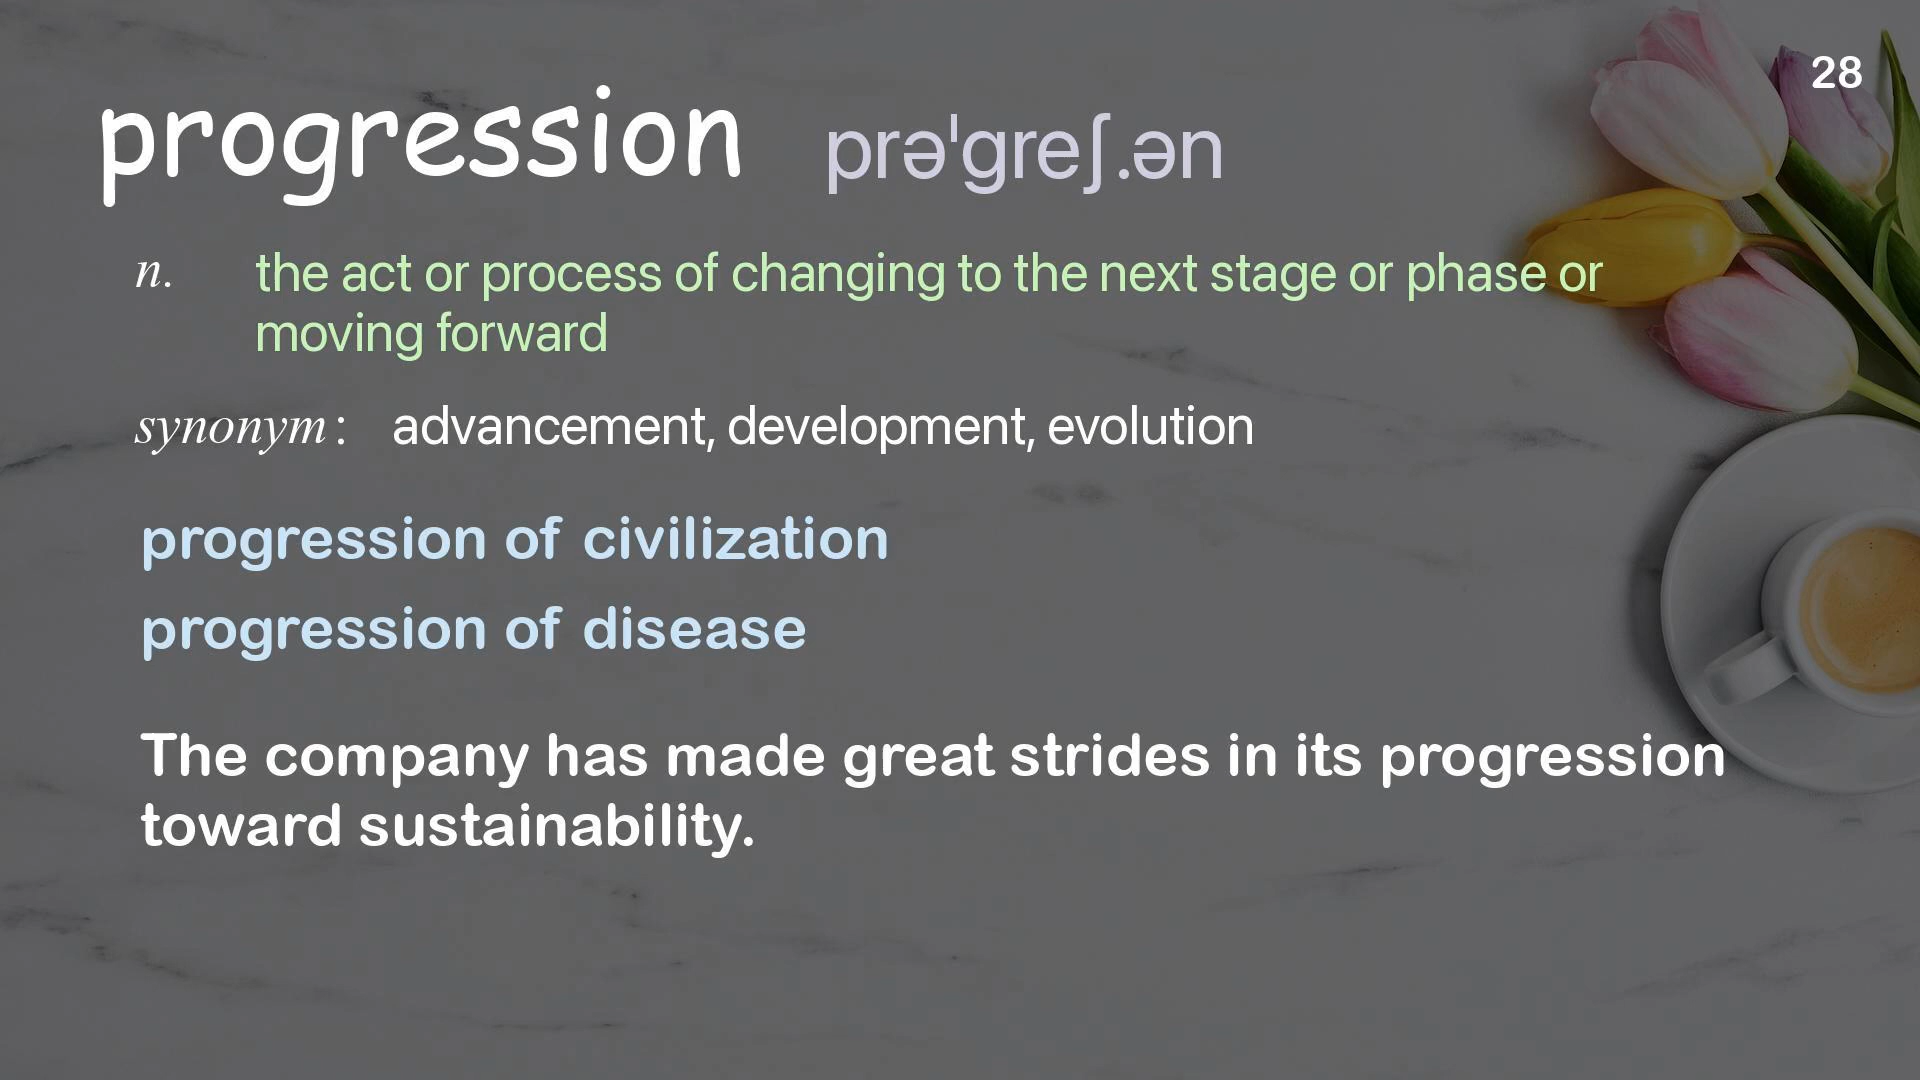 28
progression prəˈɡreʃ.ən
n. the act or process of changing to the next stage or phase or
moving forward
synonym : advancement, development, evolution
progression of civilization
progression of disease
The company has made great strides in its progression
toward sustainability.